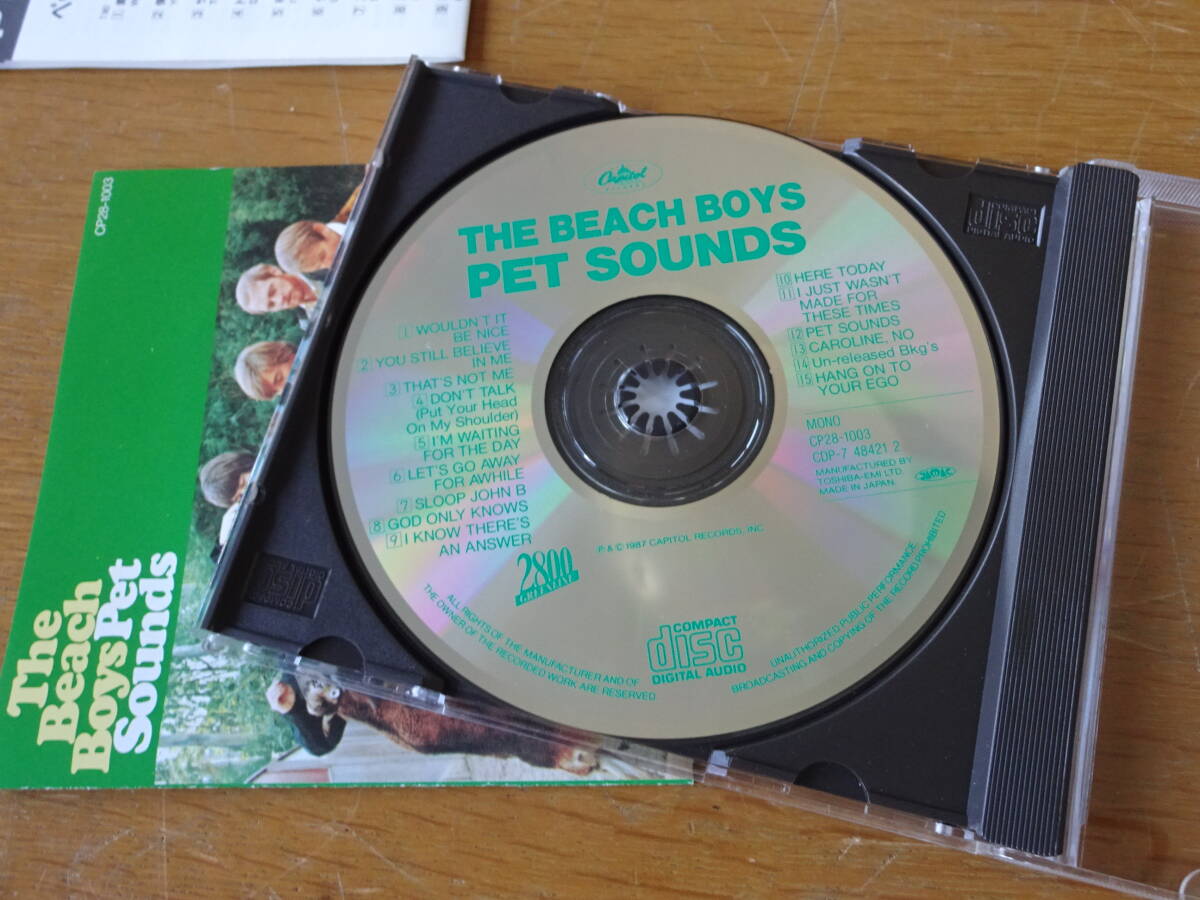 CP28-1003
The
Beach
Boys Pet
Sounds
Capitol
RECORDS
THE BEACH BOYS
PET SOUNDS
1 WOULDN'T IT
BE NICE
2 YOU STILL BELIEVE
IN ME
3 THAT'S NOT ME
4 DON'T TALK
(Put Your Head
On My Shoulder)
5 I'M WAITING
FOR THE DAY
6 LET'S GO AWAY
FOR AWHILE
7 SLOOP JOHN B
8 GOD ONLY KNOWS
9 I KNOW THERE'S
AN ANSWER
10 HERE TODAY
11 I JUST WASN'T
MADE FOR
THESE TIMES
12 PET SOUNDS
13 CAROLINE, NO
14 Un-released Bkg's
15 HANG ON TO
YOUR EGO
MONO
CP28-1003
CDP-7 48421 2
MANUFACTURED BY
TOSHIBA-EMI LTD.
MADE IN JAPAN.
P. & C 1987 CAPITOL RECORDS, INC
2800
GREENLINE
COMPACT
disc
DIGITAL AUDIO
ALL RIGHTS OF THE MANUFACTURER AND OF
THE OWNER OF THE RECORDED WORK ARE RESERVED
UNAUTHORIZED PUBLIC PERFORMANCE
BROADCASTING AND COPYING OF THE RECORD PROHIBITED
COMPACT
disc
DIGITAL AUDIO